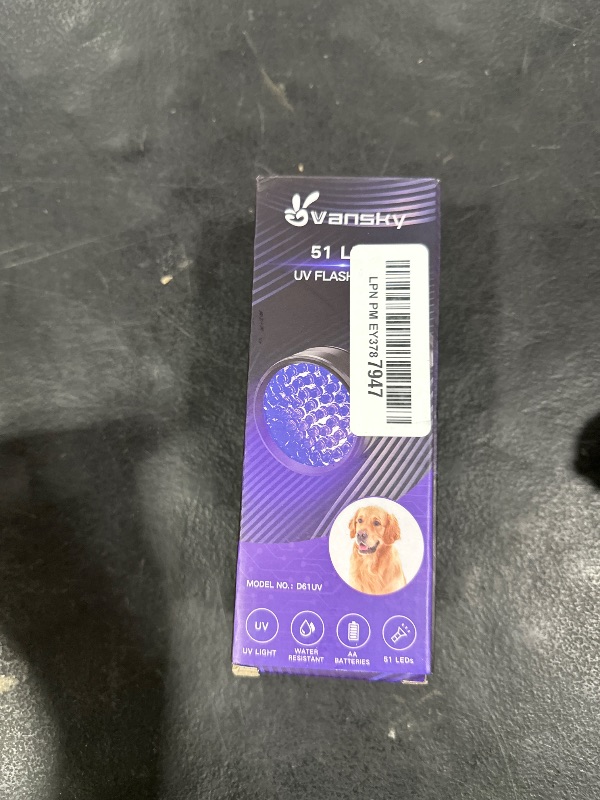 vansky
51 L
UV FLASH
LPN PM EY378 7947
MODEL NO.: D61UV
UV
UV LIGHT
WATER
RESISTANT
AA
BATTERIES
51 LEDs